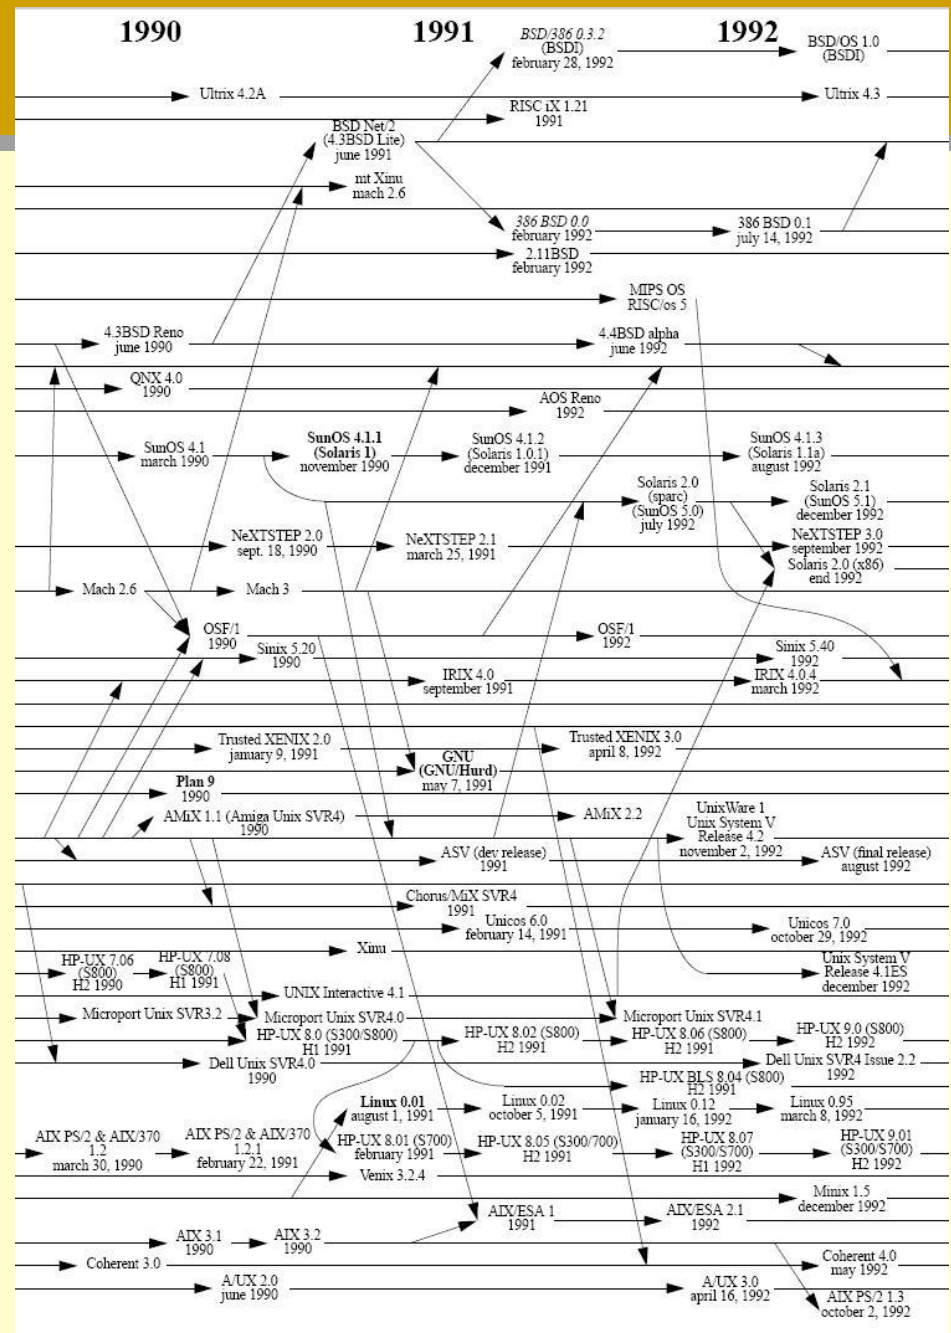 1990
1991
1992
BSD/386 0.3.2
(BSDI)
february 28, 1992
BSD/OS 1.0
(BSDI)
Ultrix 4.2A
Ultrix 4.3
RISC iX 1.21
1991
BSD Net/2
(4.3BSD Lite)
june 1991
mt Xinu
mach 2.6
386 BSD 0.0
february 1992
386 BSD 0.1
july 14, 1992
2.11BSD
february 1992
MIPS OS
RISC/os 5
4.3BSD Reno
june 1990
4.4BSD alpha
june 1992
QNX 4.0
1990
AOS Reno
1992
SunOS 4.1
march 1990
SunOS 4.1.1
(Solaris 1)
november 1990
SunOS 4.1.2
(Solaris 1.0.1)
december 1991
SunOS 4.1.3
(Solaris 1.1a)
august 1992
Solaris 2.0
(sparc)
(SunOS 5.0)
july 1992
Solaris 2.1
(SunOS 5.1)
december 1992
NeXTSTEP 2.0
sept. 18, 1990
NeXTSTEP 2.1
march 25, 1991
NeXTSTEP 3.0
september 1992
Solaris 2.0 (x86)
end 1992
Mach 2.6
Mach 3
OSF/1
1990
OSF/1
1992
Sinix 5.20
1990
Sinix 5.40
1992
IRIX 4.0
september 1991
IRIX 4.0.4
march 1992
Trusted XENIX 2.0
january 9, 1991
Trusted XENIX 3.0
april 8, 1992
GNU
(GNU/Hurd)
may 7, 1991
Plan 9
1990
AMiX 1.1 (Amiga Unix SVR4)
1990
AMiX 2.2
UnixWare 1
Unix System V
Release 4.2
november 2, 1992
ASV (dev release)
1991
ASV (final release)
august 1992
Chorus/MiX SVR4
1991
Unicos 6.0
february 14, 1991
Unicos 7.0
october 29, 1992
Xinu
HP-UX 7.06
(S800)
H2 1990
HP-UX 7.08
(S800)
H1 1991
Unix System V
Release 4.1ES
december 1992
UNIX Interactive 4.1
Microport Unix SVR3.2
Microport Unix SVR4.0
Microport Unix SVR4.1
HP-UX 8.0 (S300/S800)
H1 1991
HP-UX 8.02 (S800)
H2 1991
HP-UX 8.06 (S800)
H2 1991
HP-UX 9.0 (S800)
H2 1992
Dell Unix SVR4.0
1990
Dell Unix SVR4 Issue 2.2
1992
HP-UX BLS 8.04 (S800)
H2 1991
Linux 0.01
august 1, 1991
Linux 0.02
october 5, 1991
Linux 0.12
january 16, 1992
Linux 0.95
march 8, 1992
AIX PS/2 & AIX/370
1.2
march 30, 1990
AIX PS/2 & AIX/370
1.2.1
february 22, 1991
HP-UX 8.01 (S700)
february 1991
HP-UX 8.05 (S300/700)
H2 1991
HP-UX 8.07
(S300/S700)
H1 1992
HP-UX 9.01
(S300/S700)
H2 1992
Venix 3.2.4
Minix 1.5
december 1992
AIX/ESA 1
1991
AIX/ESA 2.1
1992
AIX 3.1
1990
AIX 3.2
1990
Coherent 3.0
Coherent 4.0
may 1992
A/UX 2.0
june 1990
A/UX 3.0
april 16, 1992
AIX PS/2 1.3
october 2, 1992